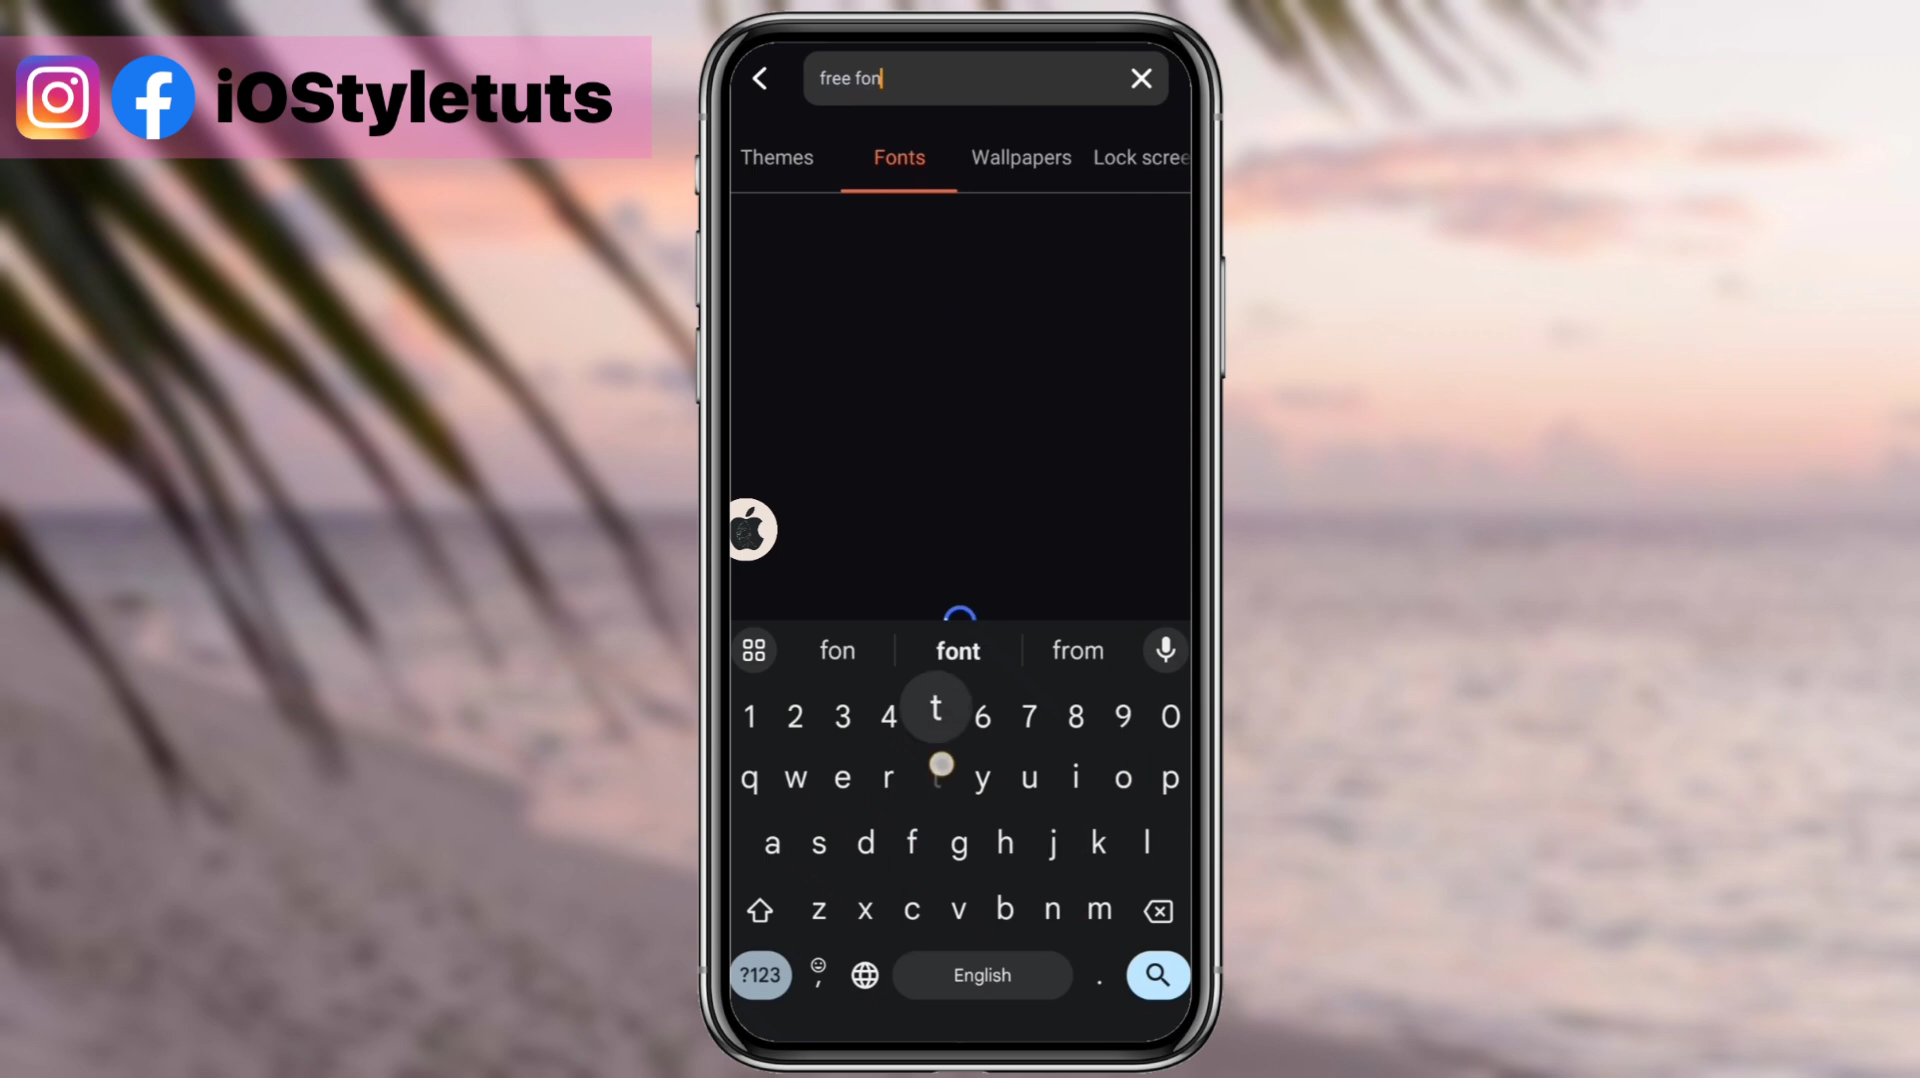 iOStyletuts
free fon
Themes Fonts Wallpapers Lock scree
fon font from
1 2 3 4 t 6 7 8 9 0
q w e r t y u i o p
a s d f g h j k l
z x c v b n m
?123 , English .